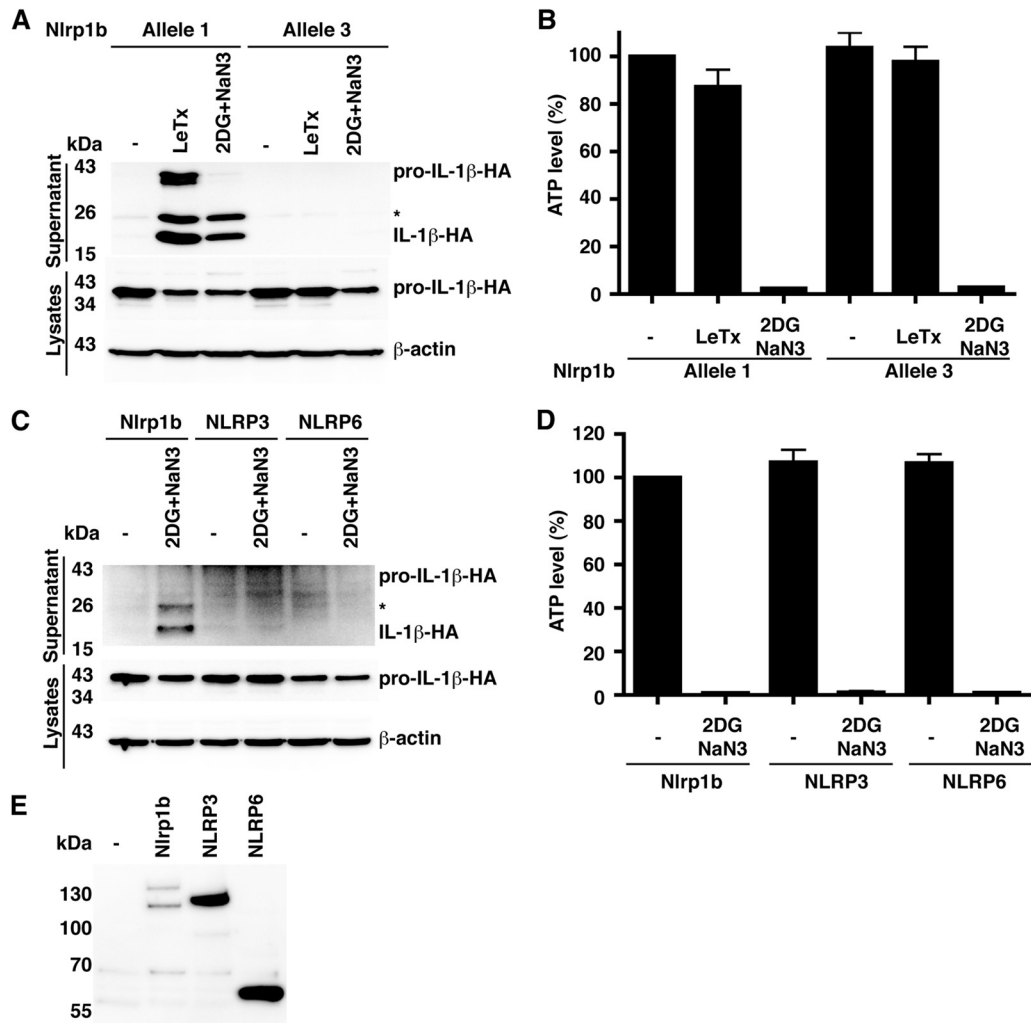 A
Nlrp1b Allele 1 Allele 3
kDa - LeTx 2DG+NaN3 - LeTx 2DG+NaN3
Supernatant
43 pro-IL-1β-HA
26 *
IL-1β-HA
15
Lysates
43 pro-IL-1β-HA
34
43 β-actin
B
ATP level (%)
100
80
60
40
20
0
- LeTx 2DG NaN3 - LeTx 2DG NaN3
Nlrp1b Allele 1 Allele 3
C
Nlrp1b NLRP3 NLRP6
kDa - 2DG+NaN3 - 2DG+NaN3 - 2DG+NaN3
Supernatant
43 pro-IL-1β-HA
26 *
IL-1β-HA
15
Lysates
43 pro-IL-1β-HA
34
43 β-actin
D
ATP level (%)
120
100
80
60
40
20
0
- 2DG NaN3 - 2DG NaN3 - 2DG NaN3
Nlrp1b NLRP3 NLRP6
E
kDa - Nlrp1b NLRP3 NLRP6
130
100
70
55